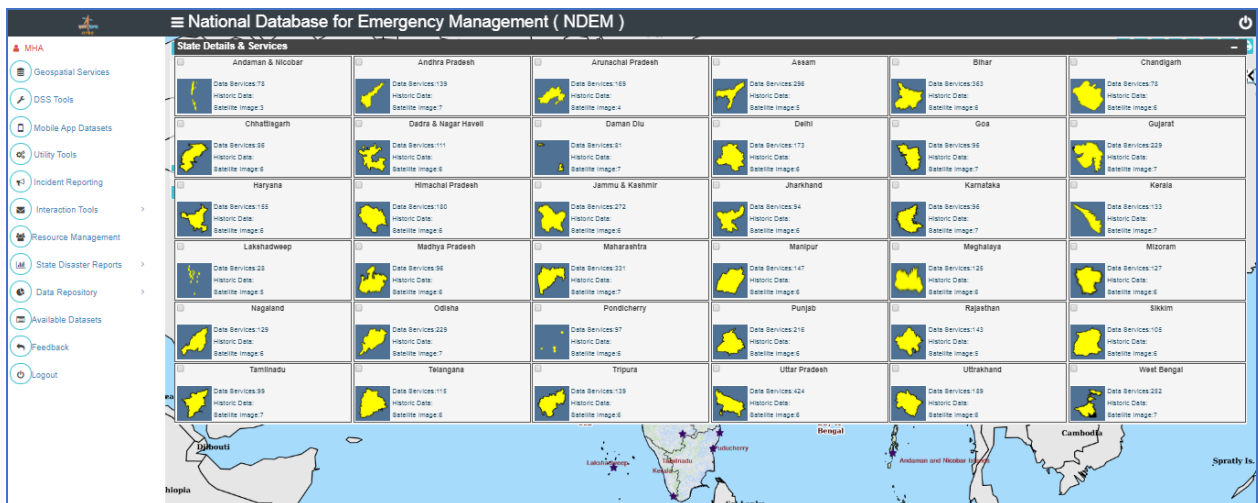 National Database for Emergency Management ( NDEM )
MHA
Geospatial Services
DSS Tools
Mobile App Datasets
Utility Tools
Incident Reporting
Interaction Tools
Resource Management
State Disaster Reports
Data Repository
Available Datasets
Feedback
Logout
State Details & Services
Andaman & Nicobar
Data Services:78
Historic Data:
Satellite Image:3
Andhra Pradesh
Data Services:139
Historic Data:
Satellite Image:7
Arunachal Pradesh
Data Services:169
Historic Data:
Satellite Image:4
Assam
Data Services:296
Historic Data:
Satellite Image:5
Bihar
Data Services:363
Historic Data:
Satellite Image:6
Chandigarh
Data Services:78
Historic Data:
Satellite Image:6
Chhattisgarh
Data Services:86
Historic Data:
Satellite Image:6
Dadra & Nagar Haveli
Data Services:111
Historic Data:
Satellite Image:6
Daman Diu
Data Services:81
Historic Data:
Satellite Image:7
Delhi
Data Services:173
Historic Data:
Satellite Image:6
Goa
Data Services:96
Historic Data:
Satellite Image:7
Gujarat
Data Services:229
Historic Data:
Satellite Image:7
Haryana
Data Services:155
Historic Data:
Satellite Image:6
Himachal Pradesh
Data Services:180
Historic Data:
Satellite Image:6
Jammu & Kashmir
Data Services:272
Historic Data:
Satellite Image:6
Jharkhand
Data Services:94
Historic Data:
Satellite Image:6
Karnataka
Data Services:96
Historic Data:
Satellite Image:7
Kerala
Data Services:133
Historic Data:
Satellite Image:7
Lakshadweep
Data Services:28
Historic Data:
Satellite Image:5
Madhya Pradesh
Data Services:96
Historic Data:
Satellite Image:6
Maharashtra
Data Services:331
Historic Data:
Satellite Image:7
Manipur
Data Services:147
Historic Data:
Satellite Image:6
Meghalaya
Data Services:125
Historic Data:
Satellite Image:6
Mizoram
Data Services:127
Historic Data:
Satellite Image:6
Nagaland
Data Services:129
Historic Data:
Satellite Image:6
Odisha
Data Services:229
Historic Data:
Satellite Image:7
Pondicherry
Data Services:97
Historic Data:
Satellite Image:6
Punjab
Data Services:216
Historic Data:
Satellite Image:6
Rajasthan
Data Services:143
Historic Data:
Satellite Image:5
Sikkim
Data Services:105
Historic Data:
Satellite Image:6
Tamilnadu
Data Services:99
Historic Data:
Satellite Image:7
Telangana
Data Services:118
Historic Data:
Satellite Image:6
Tripura
Data Services:139
Historic Data:
Satellite Image:6
Uttar Pradesh
Data Services:424
Historic Data:
Satellite Image:6
Uttrakhand
Data Services:189
Historic Data:
Satellite Image:6
West Bengal
Data Services:282
Historic Data:
Satellite Image:7
Bengal
Cambodia
Djibouti
Puducherry
Lakshadweep
Tamilnadu
Andaman and Nicobar
Spratly Is.
Kerala
hiopia